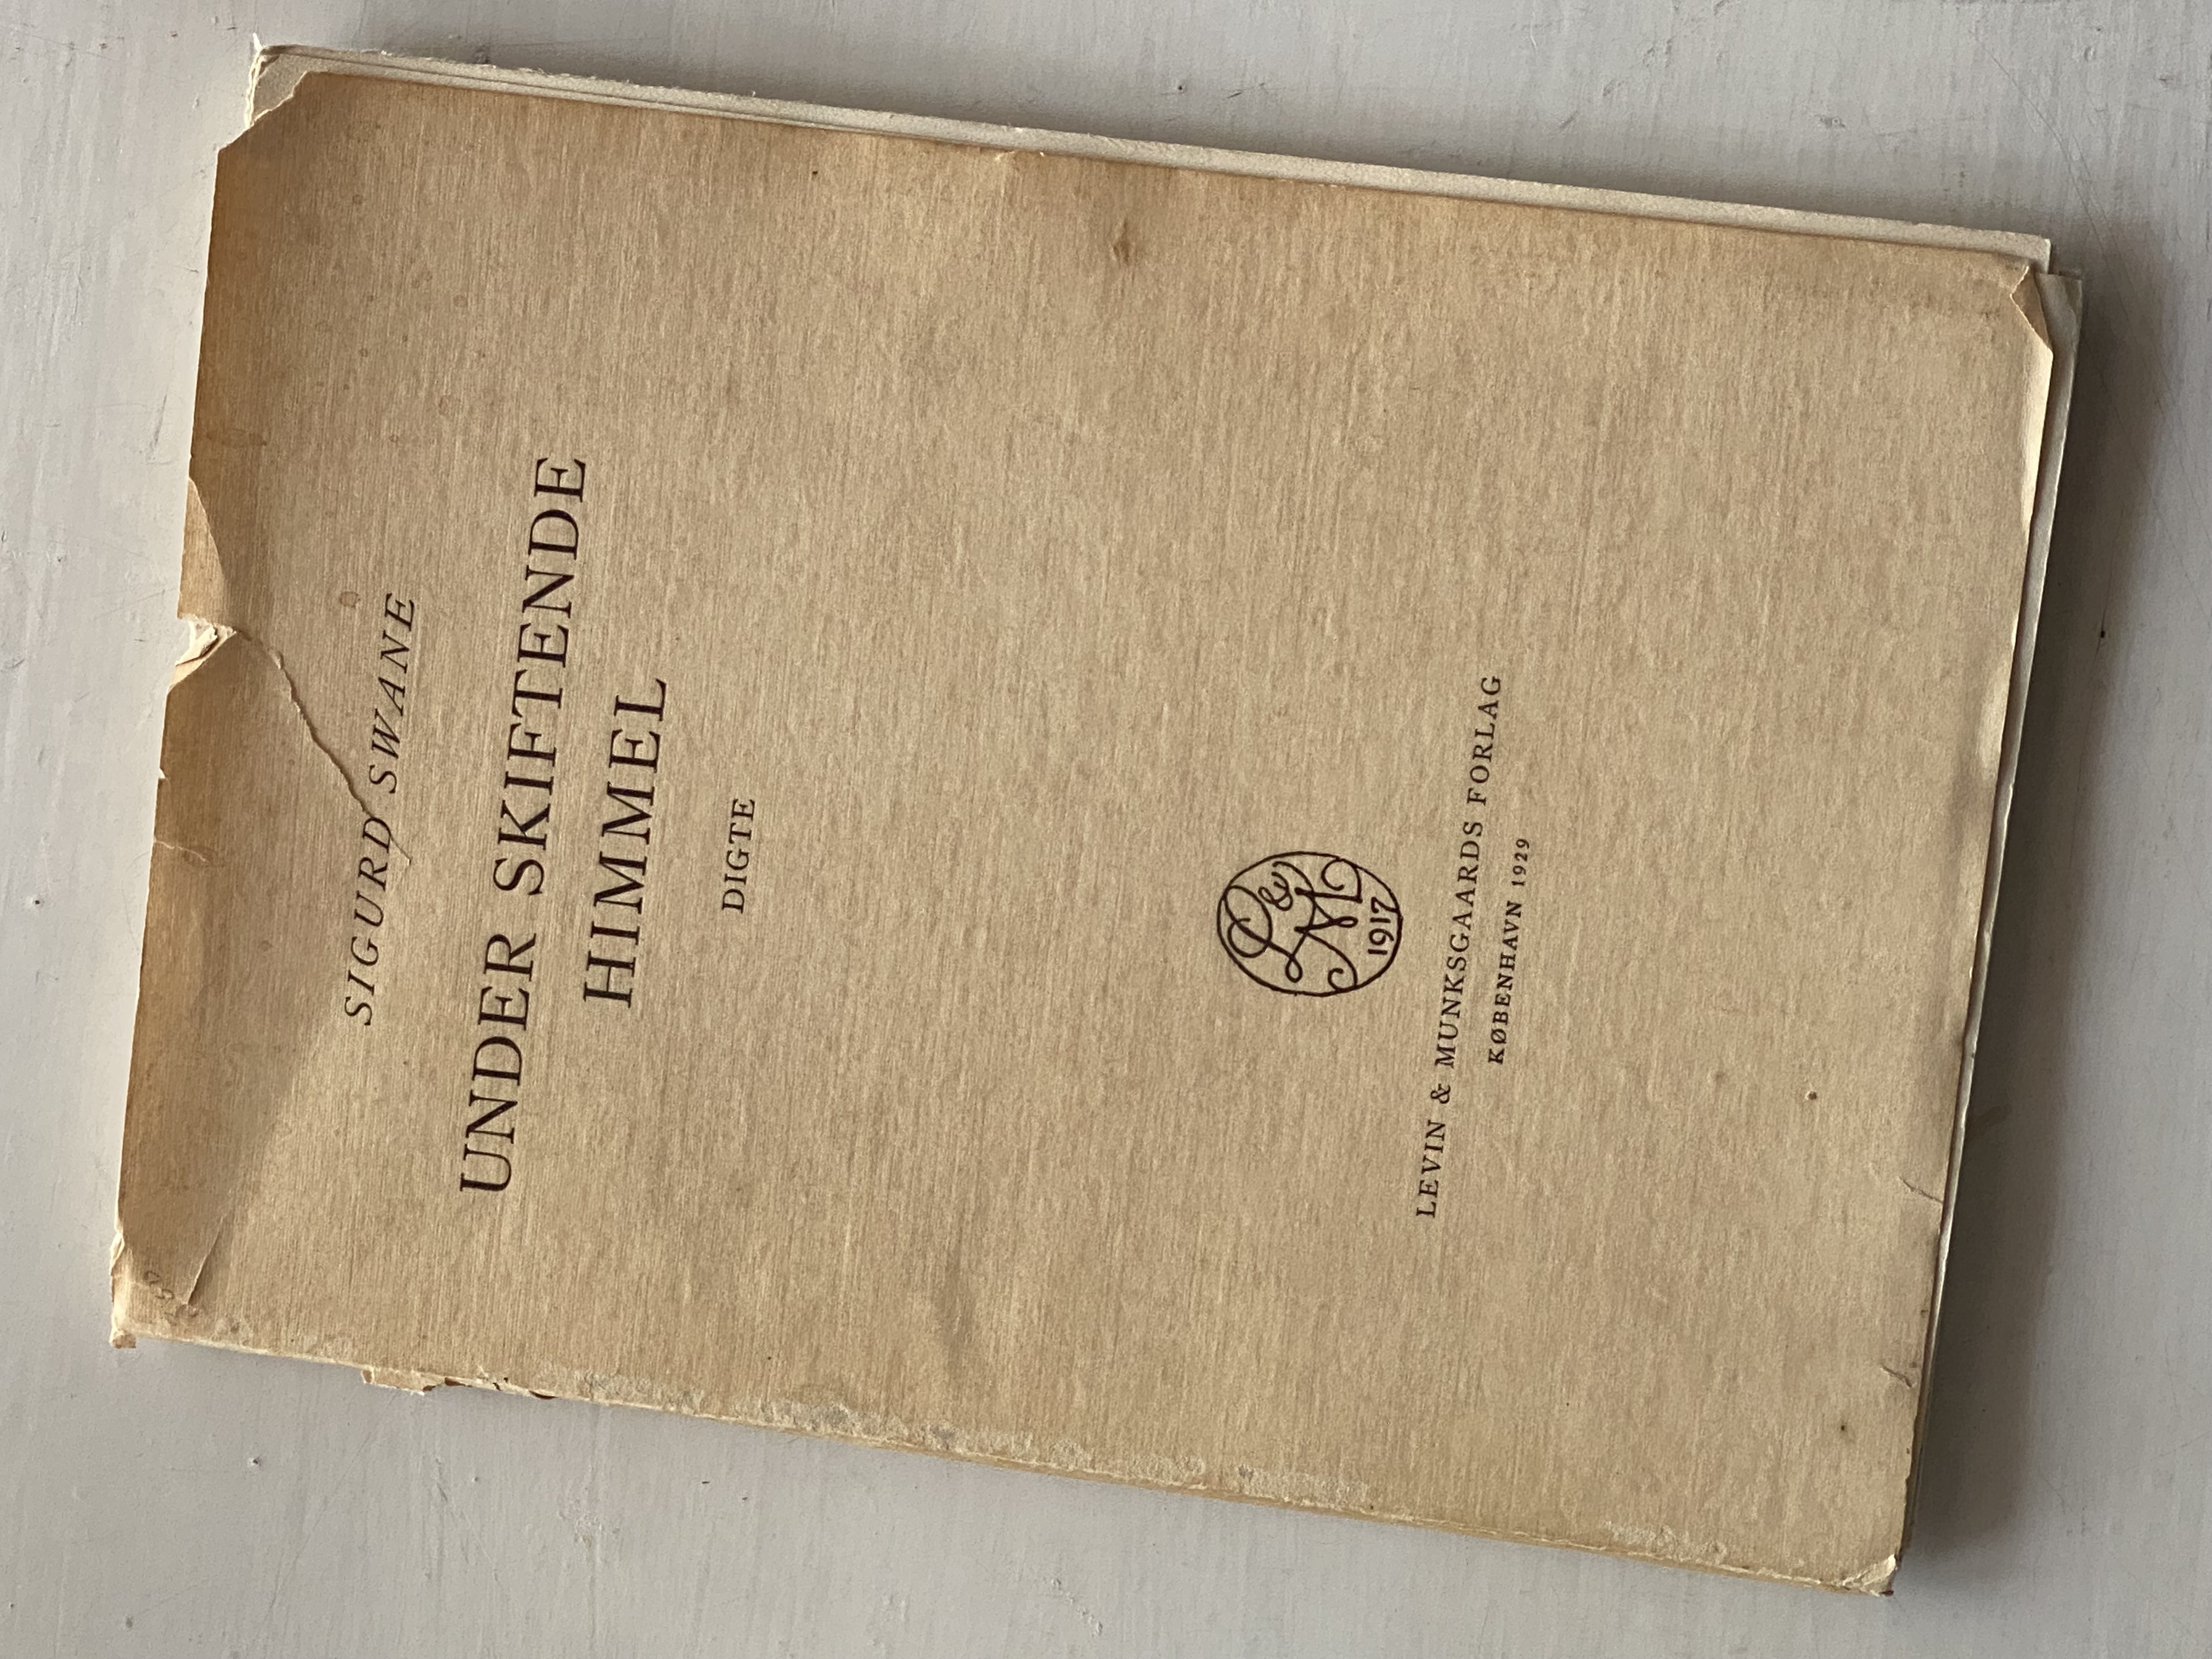 SIGURD SWANE
UNDER SKIFTENDE
HIMMEL
DIGTE
L & M
1917
LEVIN & MUNKSGAARDS FORLAG
KØBENHAVN 1929